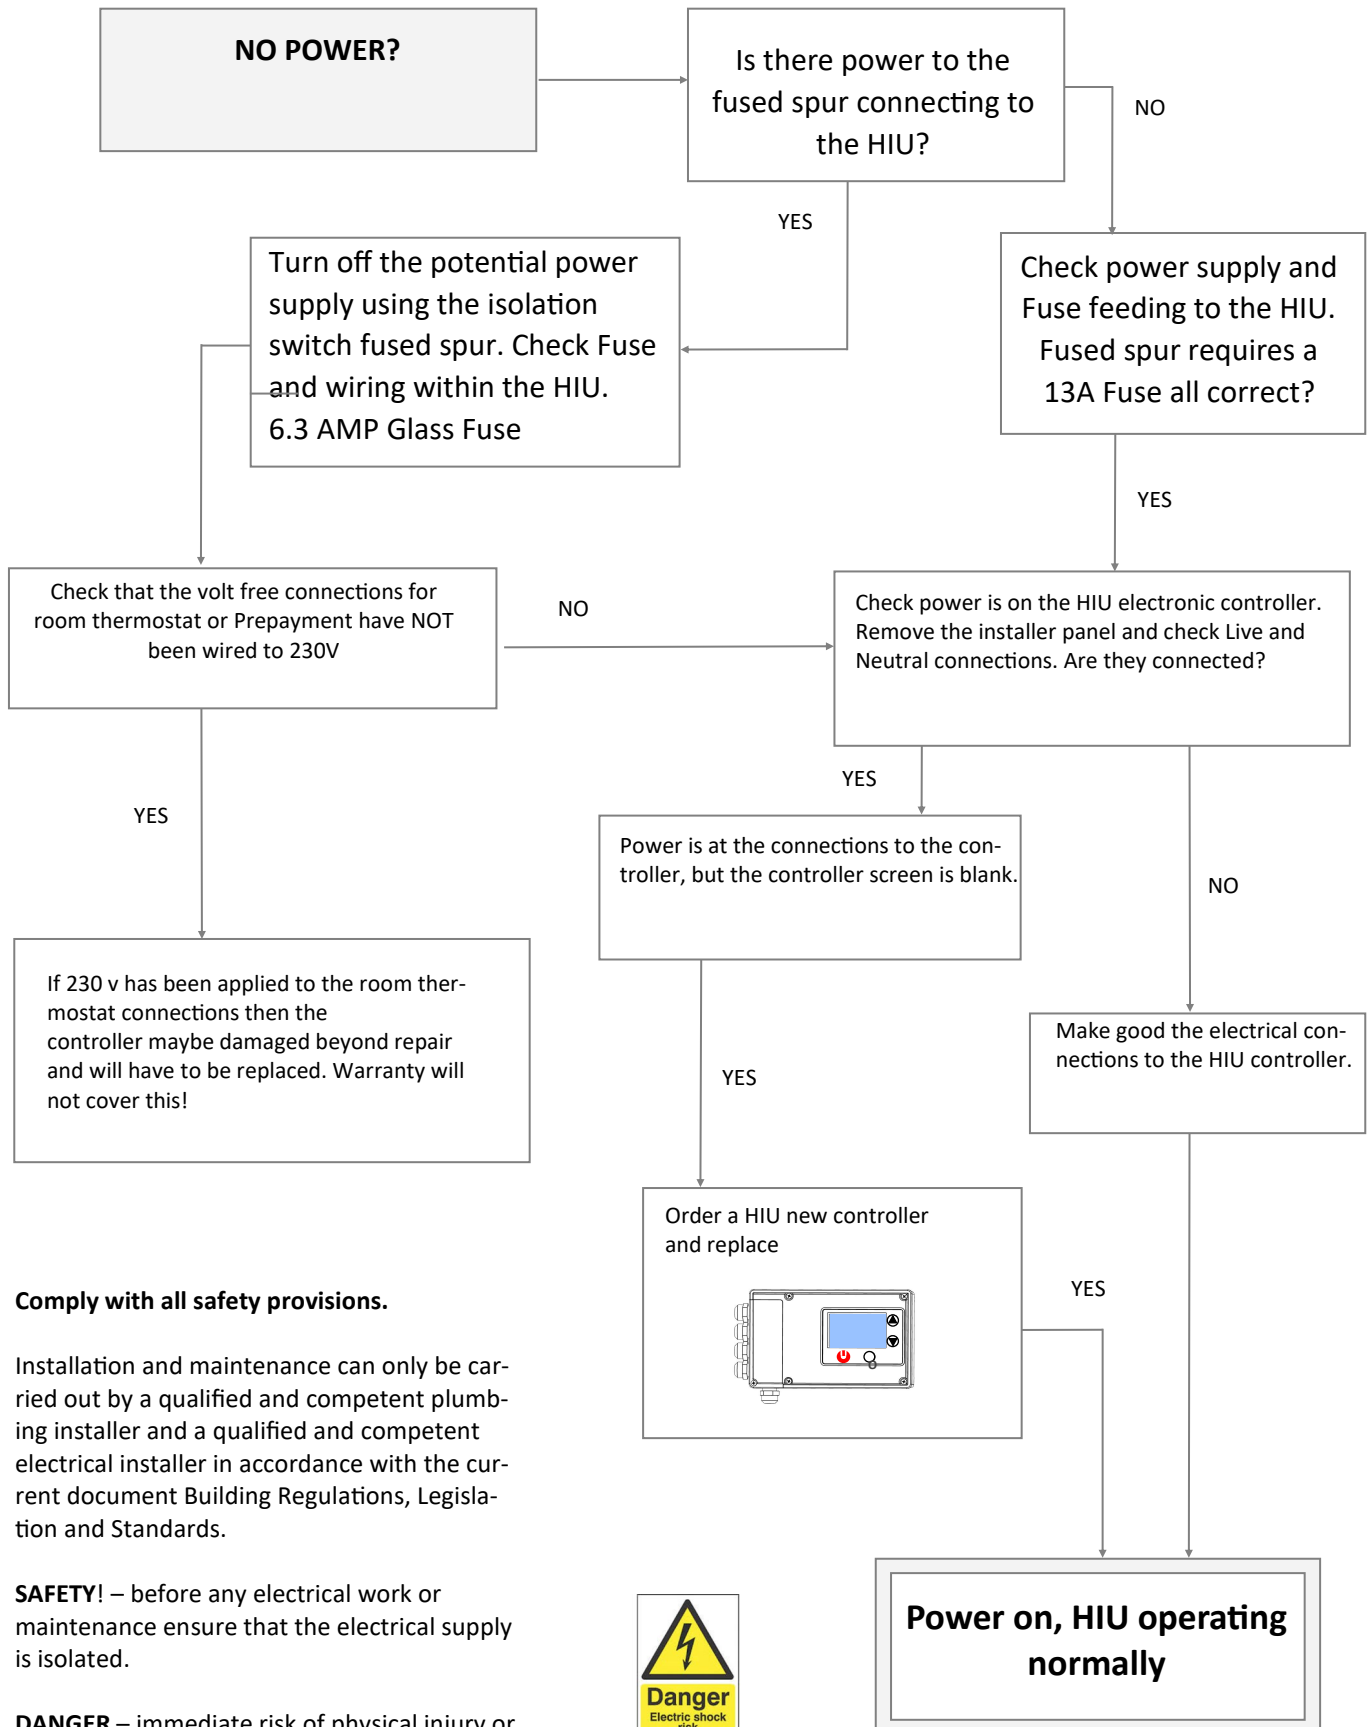 NO POWER?
Is there power to the
fused spur connecting to
the HIU?
NO
YES
Turn off the potential power
supply using the isolation
switch fused spur. Check Fuse
and wiring within the HIU.
6.3 AMP Glass Fuse
Check power supply and
Fuse feeding to the HIU.
Fused spur requires a
13A Fuse all correct?
YES
Check that the volt free connections for
room thermostat or Prepayment have NOT
been wired to 230V
NO
Check power is on the HIU electronic controller.
Remove the installer panel and check Live and
Neutral connections. Are they connected?
YES
YES
Power is at the connections to the con-
troller, but the controller screen is blank.
NO
If 230 v has been applied to the room ther-
mostat connections then the
controller maybe damaged beyond repair
and will have to be replaced. Warranty will
not cover this!
YES
Make good the electrical con-
nections to the HIU controller.
Order a HIU new controller
and replace
YES
Comply with all safety provisions.
Installation and maintenance can only be car-
ried out by a qualified and competent plumb-
ing installer and a qualified and competent
electrical installer in accordance with the cur-
rent document Building Regulations, Legisla-
tion and Standards.
SAFETY! – before any electrical work or
maintenance ensure that the electrical supply
is isolated.
DANGER – immediate risk of physical injury or
Danger
Electric shock
risk
Power on, HIU operating
normally